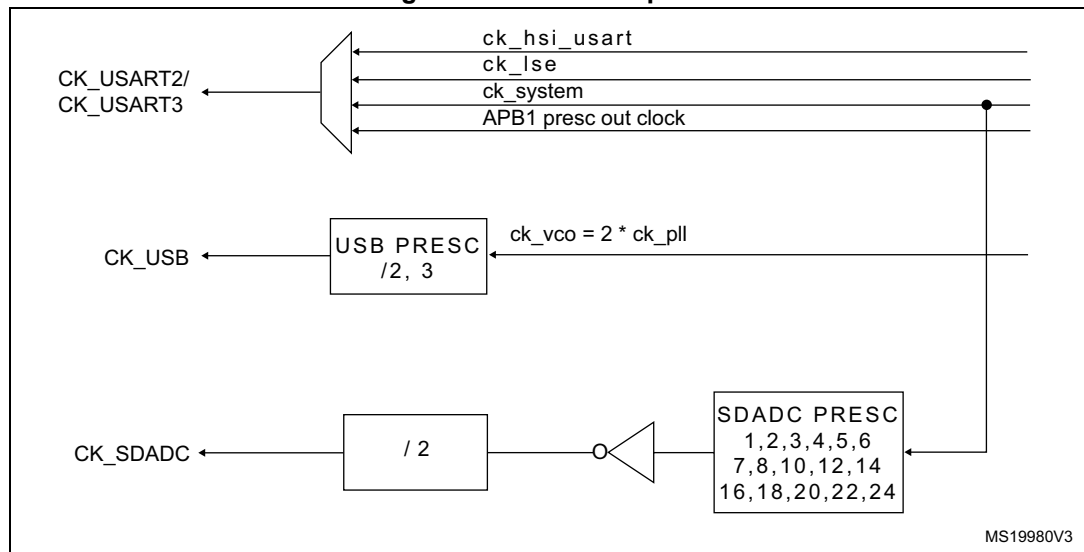 ck_hsi_usart
ck_lse
ck_system
APB1 presc out clock
CK_USART2/
CK_USART3
ck_vco = 2 * ck_pll
USB PRESC
/2, 3
CK_USB
SDADC PRESC
1,2,3,4,5,6
7,8,10,12,14
16,18,20,22,24
/ 2
CK_SDADC
MS19980V3